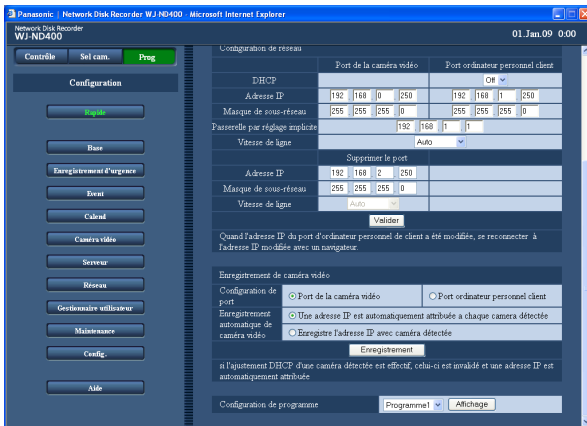 Panasonic | Network Disk Recorder WJ-ND400 - Microsoft Internet Explorer
Network Disk Recorder
WJ-ND400
01.Jan.09 0:00
Contrôle Sel cam. Prog
Configuration
Rapide
Base
Enregistrement d'urgence
Event
Calend
Caméra vidéo
Serveur
Réseau
Gestionnaire utilisateur
Maintenance
Config.
Aide
Configuration de réseau
Port de la caméra vidéo Port ordinateur personnel client
DHCP Off
Adresse IP 192 168 0 250 192 168 1 250
Masque de sous-réseau 255 255 255 0 255 255 255 0
Passerelle par réglage implicite 192 168 1 1
Vitesse de ligne Auto
Supprimer le port
Adresse IP 192 168 2 250
Masque de sous-réseau 255 255 255 0
Vitesse de ligne Auto
Valider
Quand l'adresse IP du port d'ordinateur personnel de client a été modifiée, se reconnecter à
l'adresse IP modifiée avec un navigateur.
Enregistrement de caméra vidéo
Configuration de port Port de la caméra vidéo Port ordinateur personnel client
Enregistrement automatique de caméra vidéo Une adresse IP est automatiquement attribuée a chaque camera détectée
Enregistre l'adresse IP avec caméra détectée
Enregistrement
si l'ajustement DHCP d'une caméra détectée est effectif, celui-ci est invalidé et une adresse IP est
automatiquement attribuée
Configuration de programme Programme1 Affichage